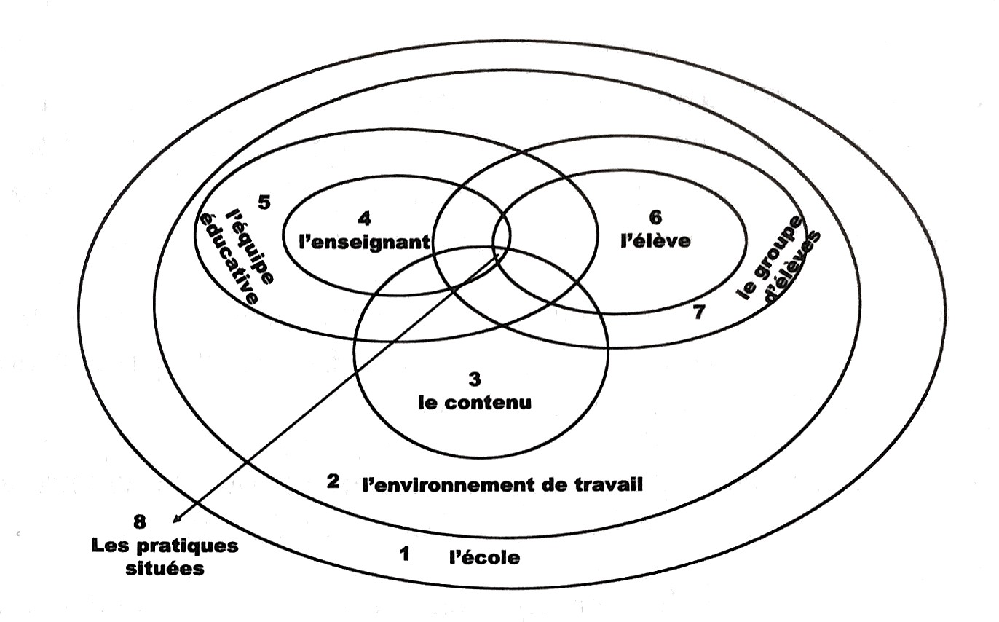 5
l'équipe
éducative
4
l'enseignant
6
l'élève
le groupe
d'élèves
7
3
le contenu
2 l'environnement de travail
8
Les pratiques
situées
1 l'école